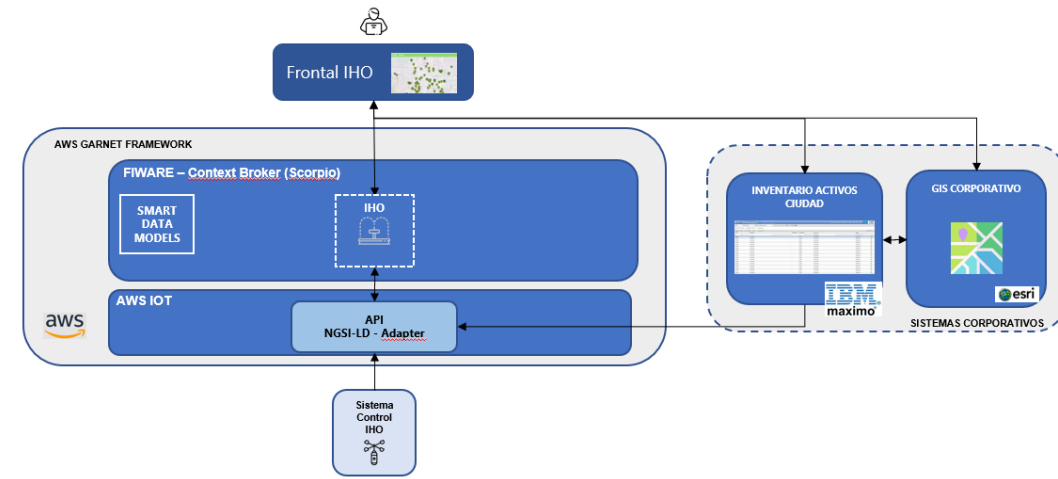 Frontal IHO
AWS GARNET FRAMEWORK
FIWARE – Context Broker (Scorpio)
SMART
DATA
MODELS
IHO
AWS IOT
API
NGSI-LD - Adapter
aws
Sistema
Control
IHO
INVENTARIO ACTIVOS
CIUDAD
GIS CORPORATIVO
IBM
maximo
esri
SISTEMAS CORPORATIVOS